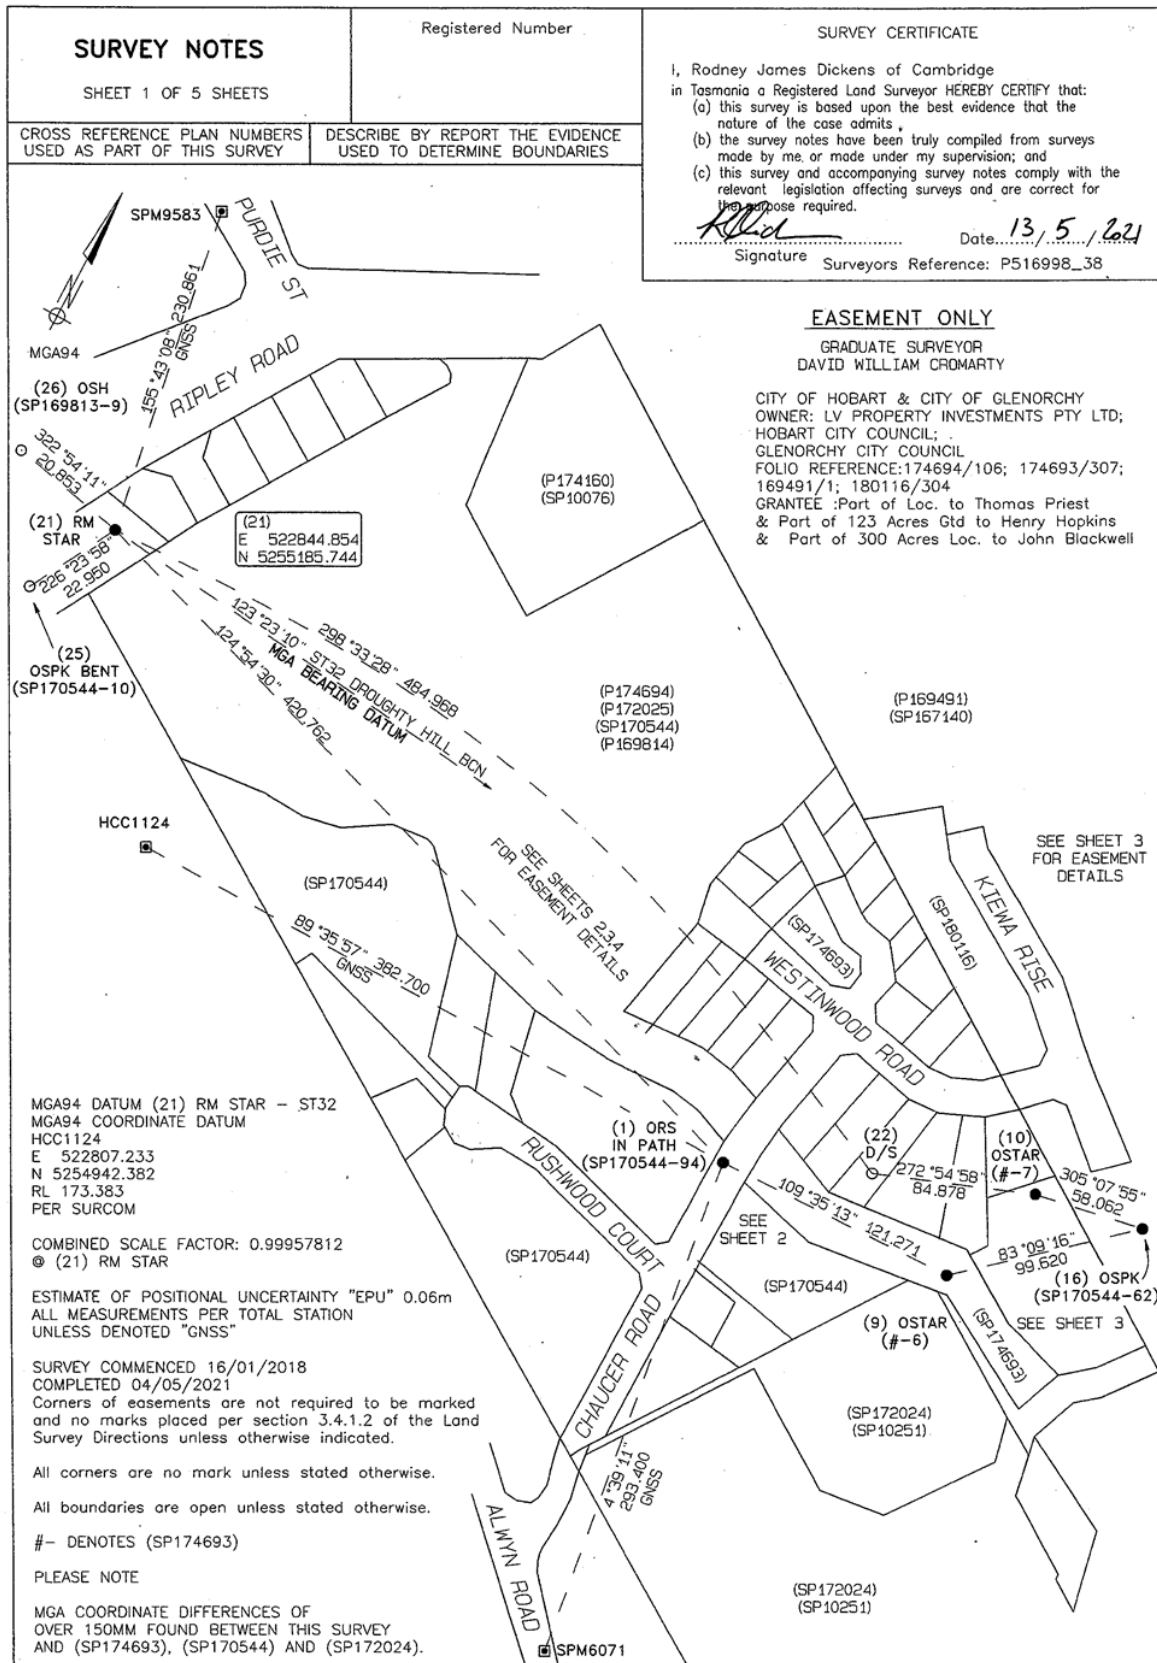 SURVEY NOTES
SHEET 1 OF 5 SHEETS
Registered Number
CROSS REFERENCE PLAN NUMBERS
USED AS PART OF THIS SURVEY
DESCRIBE BY REPORT THE EVIDENCE
USED TO DETERMINE BOUNDARIES
SURVEY CERTIFICATE
I, Rodney James Dickens of Cambridge
in Tasmania a Registered Land Surveyor HEREBY CERTIFY that:
(a) this survey is based upon the best evidence that the
nature of the case admits,
(b) the survey notes have been truly compiled from surveys
made by me or made under my supervision; and
(c) this survey and accompanying survey notes comply with the
relevant legislation affecting surveys and are correct for
the purpose required.
Signature
Date 13/5/2021
Surveyors Reference: P516998_38
EASEMENT ONLY
GRADUATE SURVEYOR
DAVID WILLIAM CROMARTY
CITY OF HOBART & CITY OF GLENORCHY
OWNER: LV PROPERTY INVESTMENTS PTY LTD;
HOBART CITY COUNCIL;
GLENORCHY CITY COUNCIL
FOLIO REFERENCE:174694/106; 174693/307;
169491/1; 180116/304
GRANTEE :Part of Loc. to Thomas Priest
& Part of 123 Acres Gtd to Henry Hopkins
& Part of 300 Acres Loc. to John Blackwell
SPM9583
PURDIE ST
N
MGA94
155°43'08" 230.861
GNSS
RIPLEY ROAD
(26) OSH
(SP169813-9)
322°54'11"
20.853
(21) RM
STAR
(21)
E 522844.854
N 5255185.744
226°23'58"
22.950
(25)
OSPK BENT
(SP170544-10)
(P174160)
(SP10076)
298°33'28" 484.968
123°23'10" ST32 DROUGHTY HILL BCN
MGA BEARING DATUM
124°54'30" 420.762
(P174694)
(P172025)
(SP170544)
(P169814)
(P169491)
(SP167140)
HCC1124
(SP170544)
89°35'57" 382.700
GNSS
SEE SHEETS 2,3,4
FOR EASEMENT
DETAILS
SEE SHEET 3
FOR EASEMENT
DETAILS
(SP174693)
(SP180116)
KIEWA RISE
WESTINWOOD ROAD
MGA94 DATUM (21) RM STAR - ST32
MGA94 COORDINATE DATUM
HCC1124
E 522807.233
N 5254942.382
RL 173.383
PER SURCOM
COMBINED SCALE FACTOR: 0.99957812
@ (21) RM STAR
ESTIMATE OF POSITIONAL UNCERTAINTY "EPU" 0.06m
ALL MEASUREMENTS PER TOTAL STATION
UNLESS DENOTED "GNSS"
SURVEY COMMENCED 16/01/2018
COMPLETED 04/05/2021
Corners of easements are not required to be marked
and no marks placed per section 3.4.1.2 of the Land
Survey Directions unless otherwise indicated.
All corners are no mark unless stated otherwise.
All boundaries are open unless stated otherwise.
#- DENOTES (SP174693)
PLEASE NOTE
MGA COORDINATE DIFFERENCES OF
OVER 150MM FOUND BETWEEN THIS SURVEY
AND (SP174693), (SP170544) AND (SP172024).
(1) ORS
IN PATH
(SP170544-94)
(22)
D/S
(10)
OSTAR
(#-7)
272°54'58"
84.878
305°07'55"
58.062
109°35'13" 121.271
83°09'16"
99.620
SEE
SHEET 2
(16) OSPK
(SP170544-62)
RUSHWOOD COURT
(SP170544)
(SP170544)
(9) OSTAR
(#-6)
SEE SHEET 3
(SP174693)
CHAUCER ROAD
(SP172024)
(SP10251)
4°39'11"
293.400
GNSS
ALWYN ROAD
(SP172024)
(SP10251)
SPM6071